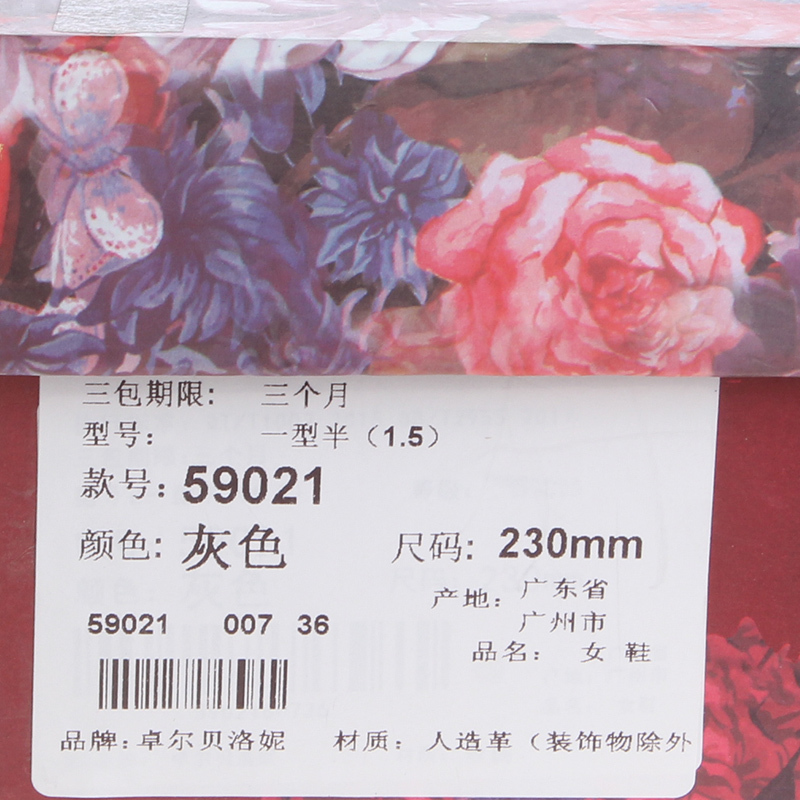 三包期限: 三个月
型号: 一型半（1.5）
款号: 59021
颜色: 灰色 尺码: 230mm
产地: 广东省
广州市
59021 007 36
品名: 女 鞋
品牌: 卓尔贝洛妮 材质: 人造革（装饰物除外